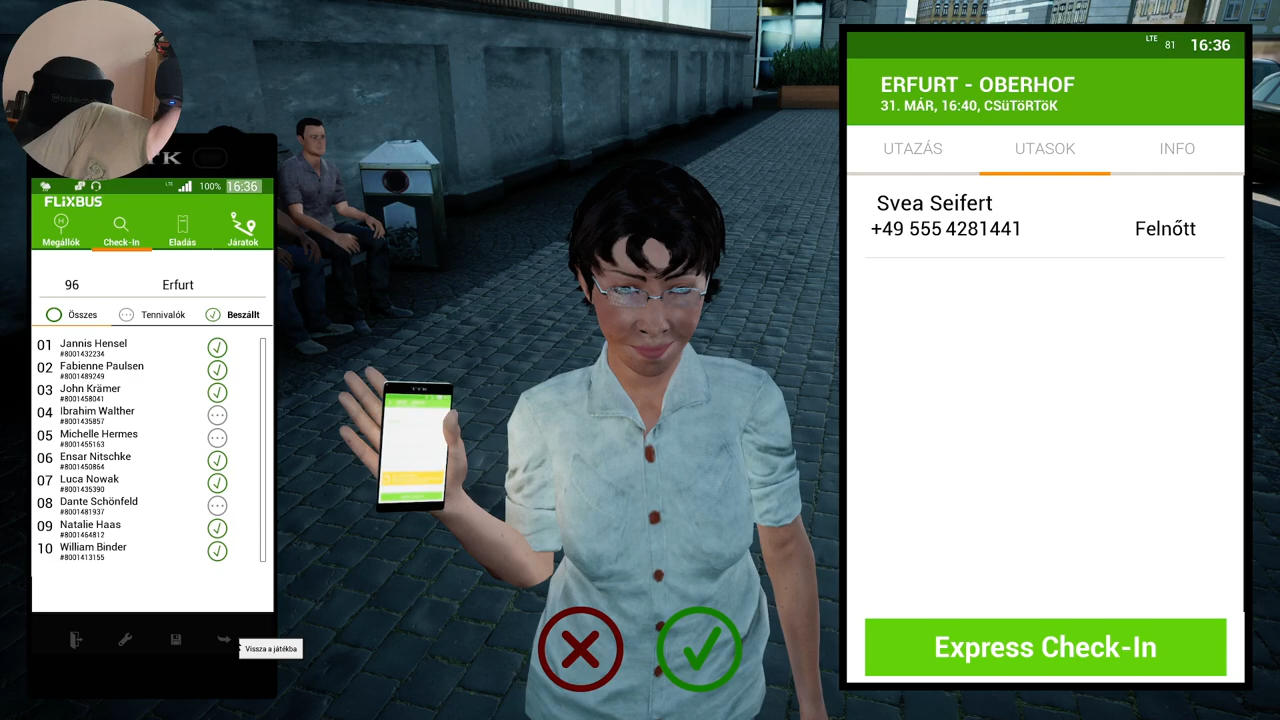 YK
LTE 100% 16:36
FLiXBUS
Megállók Check-In Eladás Járatok
96 Erfurt
Összes Tennivalók Beszállt
01 Jannis Hensel
#8001432234
02 Fabienne Paulsen
#8001489249
03 John Krämer
#8001458041
04 Ibrahim Walther
#8001435857
05 Michelle Hermes
#8001455163
06 Ensar Nitschke
#8001450864
07 Luca Nowak
#8001435390
08 Dante Schönfeld
#8001481937
09 Natalie Haas
#8001464812
10 William Binder
#8001413155
Vissza a játékba
TYK
LTE 81 16:36
ERFURT - OBERHOF
31. MÁR, 16:40, CSüTöRTöK
UTAZÁS UTASOK INFO
Svea Seifert
+49 555 4281441 Felnőtt
Express Check-In